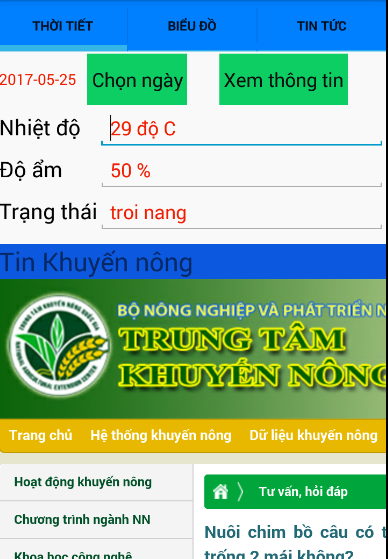 THỜI TIẾT BIỂU ĐỒ TIN TỨC
2017-05-25 Chọn ngày Xem thông tin
Nhiệt độ 29 độ C
Độ ẩm 50 %
Trạng thái troi nang
Tin Khuyến nông
BỘ NÔNG NGHIỆP VÀ PHÁT TRIỂN N
TRUNG TÂM
KHUYẾN NÔNG
Trang chủ Hệ thống khuyến nông Dữ liệu khuyến nông
Hoạt động khuyến nông
Chương trình ngành NN
Khoa học công nghệ
Tư vấn, hỏi đáp
Nuôi chim bồ câu có t
trống 2 mái không?